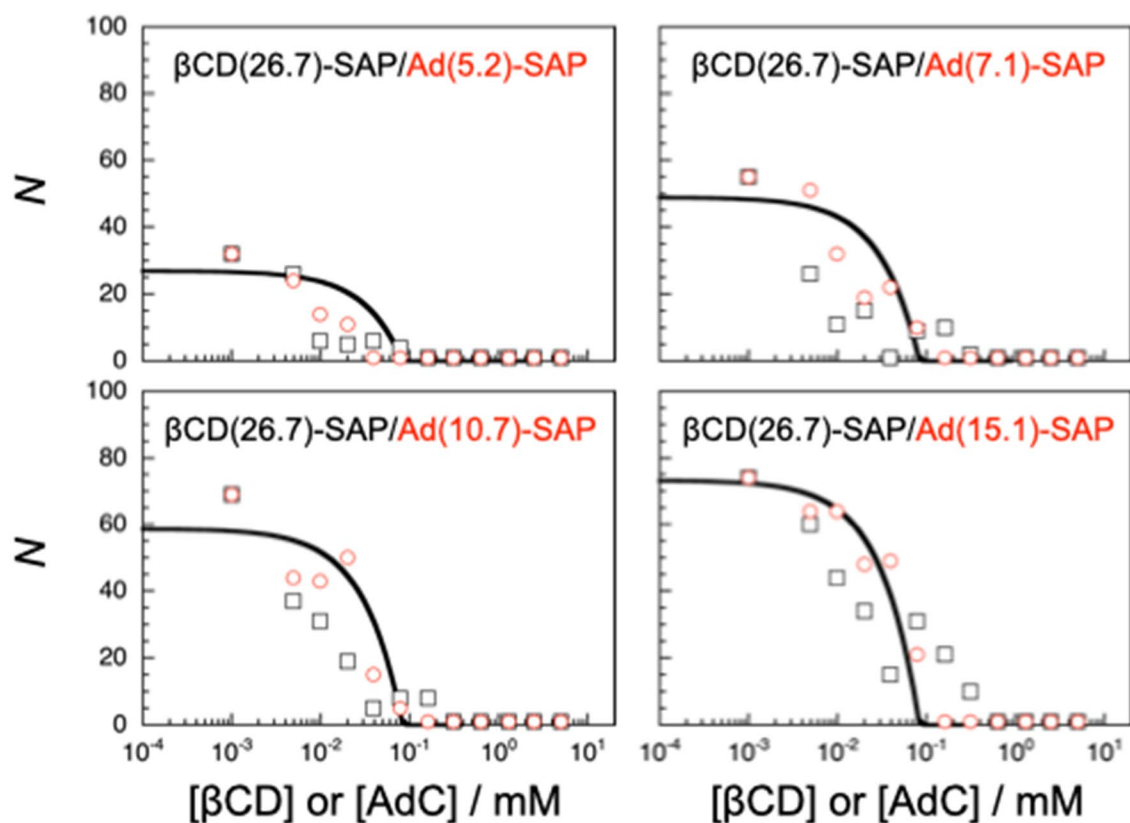 100
80
60
40
20
0
N
βCD(26.7)-SAP/Ad(5.2)-SAP
βCD(26.7)-SAP/Ad(7.1)-SAP
100
80
60
40
20
0
N
βCD(26.7)-SAP/Ad(10.7)-SAP
βCD(26.7)-SAP/Ad(15.1)-SAP
10⁻⁴ 10⁻³ 10⁻² 10⁻¹ 10⁰ 10¹
10⁻⁴ 10⁻³ 10⁻² 10⁻¹ 10⁰ 10¹
[βCD] or [AdC] / mM
[βCD] or [AdC] / mM